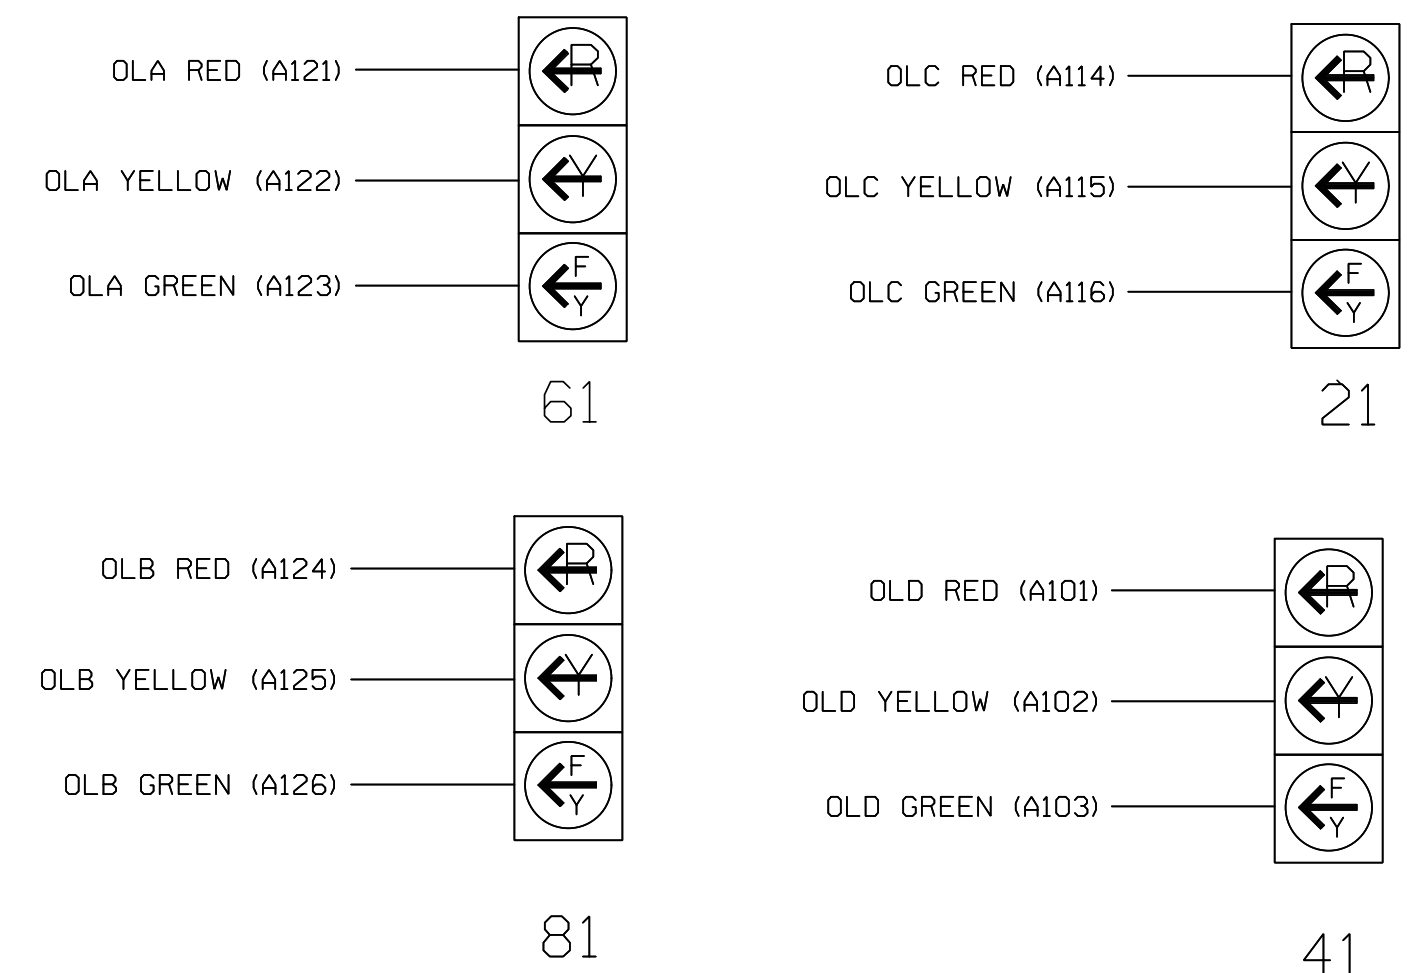 OLA RED (A121)
R
OLA YELLOW (A122)
Y
OLA GREEN (A123)
F
Y
61
OLC RED (A114)
R
OLC YELLOW (A115)
Y
OLC GREEN (A116)
F
Y
21
OLB RED (A124)
R
OLB YELLOW (A125)
Y
OLB GREEN (A126)
F
Y
81
OLD RED (A101)
R
OLD YELLOW (A102)
Y
OLD GREEN (A103)
F
Y
41